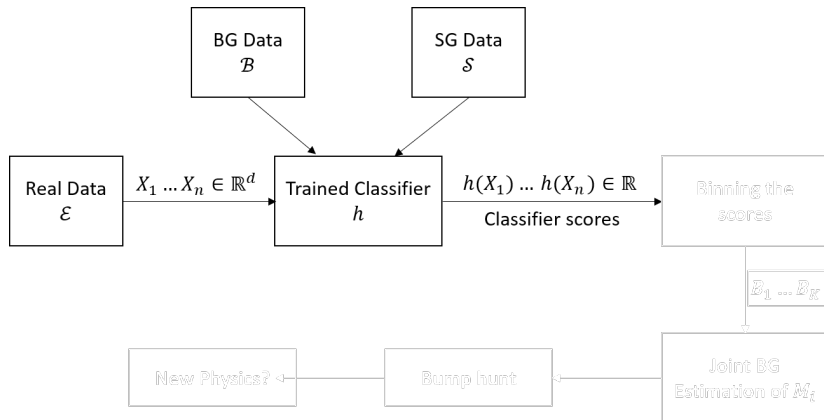 BG Data
ℬ
SG Data
𝒮
Real Data
ℰ
X₁ … Xₙ ∈ ℝᵈ
Trained Classifier
h
h(X₁) … h(Xₙ) ∈ ℝ
Classifier scores
Binning the
scores
B₁ … B_K
New Physics?
Bump hunt
Joint BG
Estimation of Mᵢ